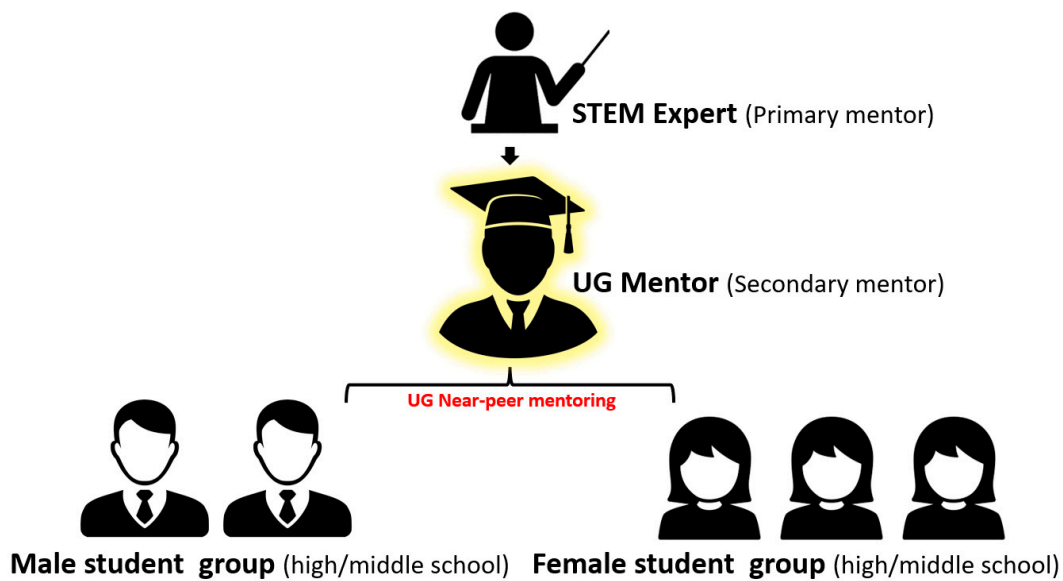 STEM Expert (Primary mentor)
UG Mentor (Secondary mentor)
UG Near-peer mentoring
Male student group (high/middle school)
Female student group (high/middle school)